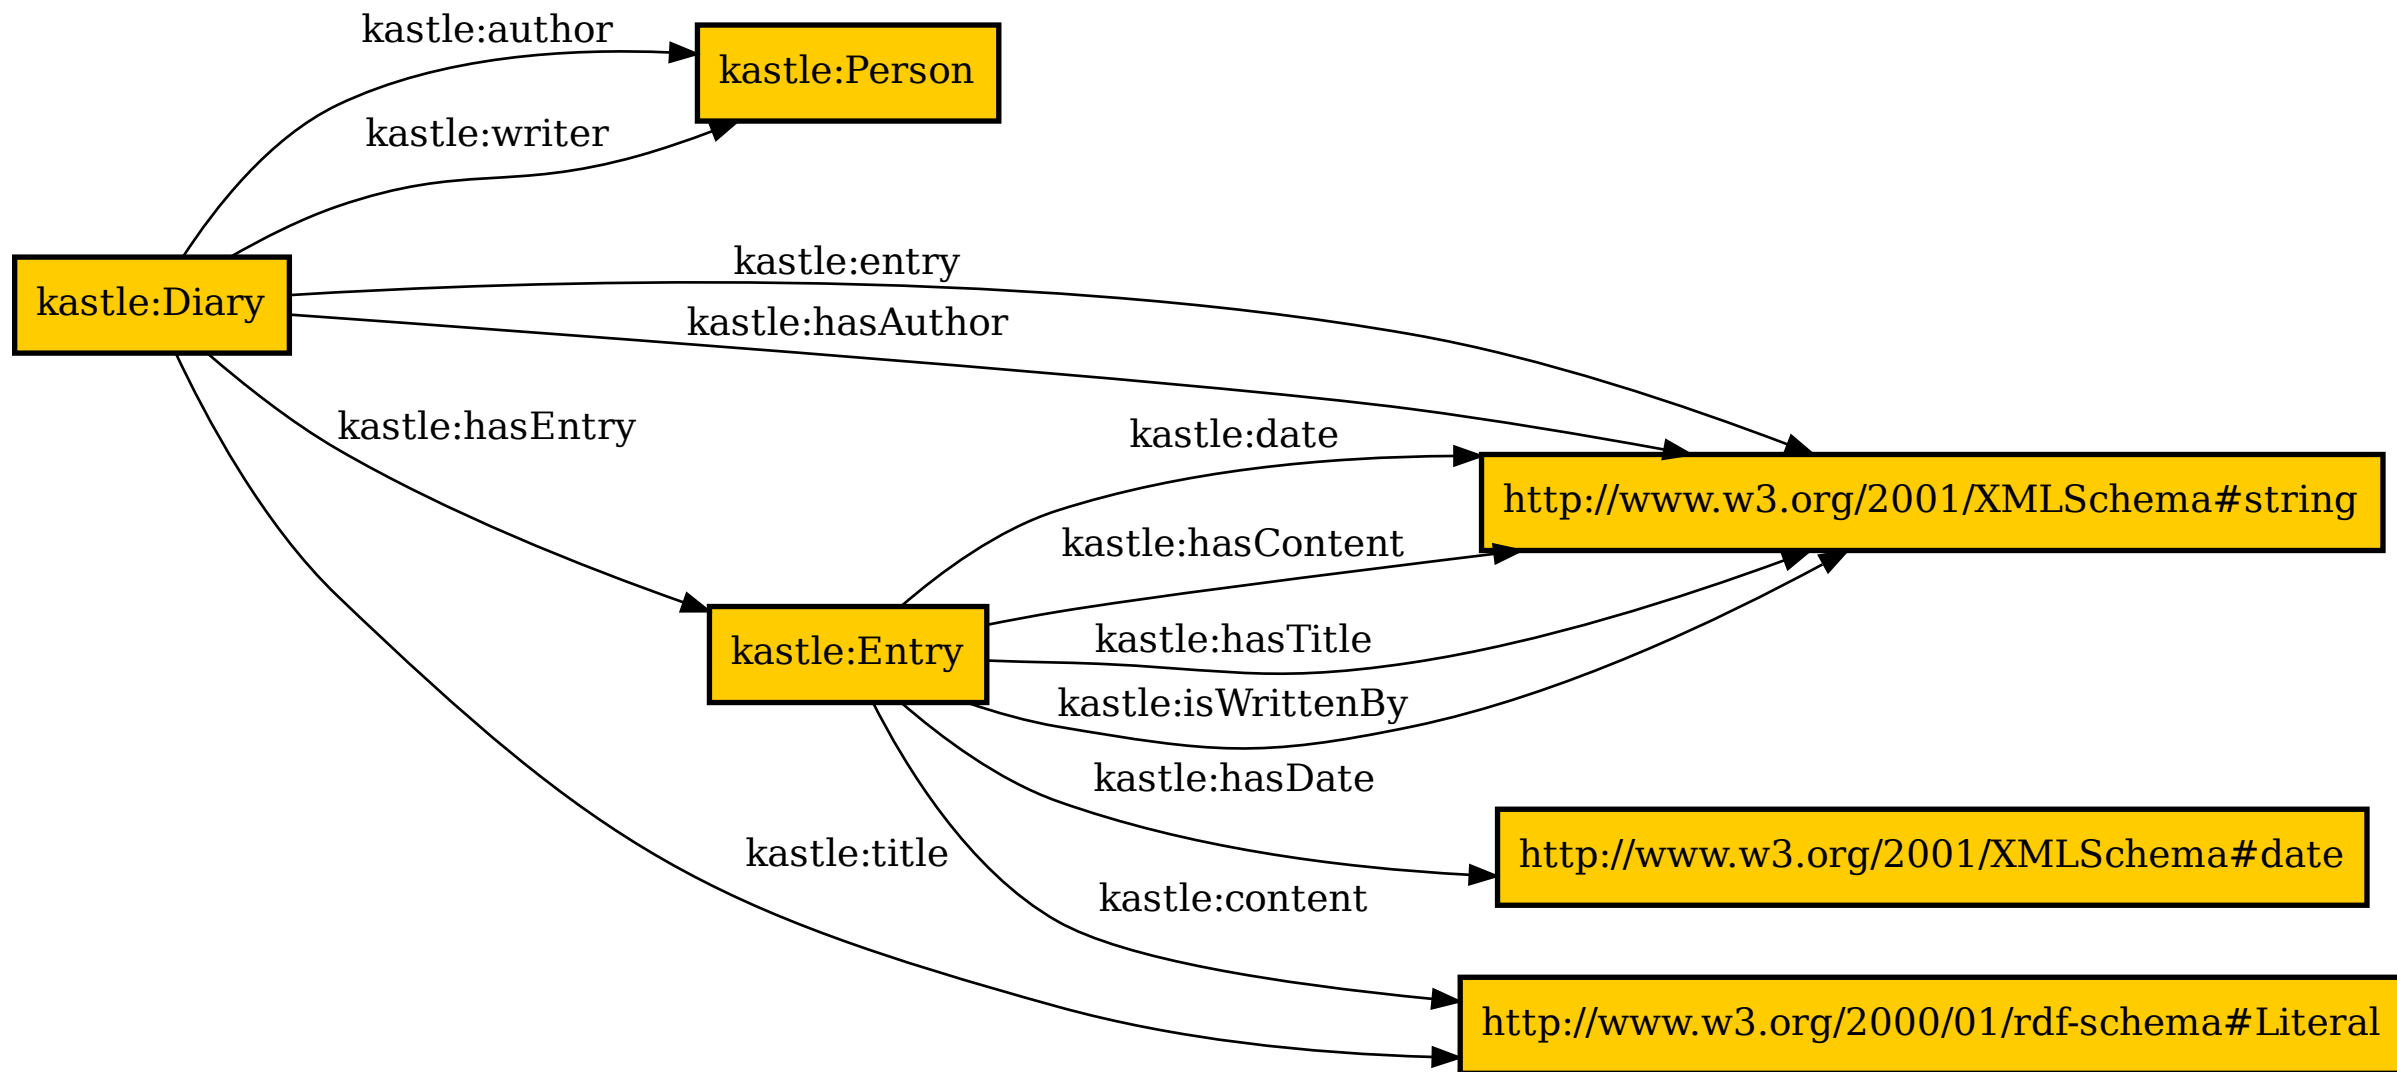 kastle:author
kastle:Person
kastle:writer
kastle:entry
kastle:Diary
kastle:hasAuthor
kastle:hasEntry
kastle:date
http://www.w3.org/2001/XMLSchema#string
kastle:hasContent
kastle:Entry
kastle:hasTitle
kastle:isWrittenBy
kastle:hasDate
kastle:title
http://www.w3.org/2001/XMLSchema#date
kastle:content
http://www.w3.org/2000/01/rdf-schema#Literal